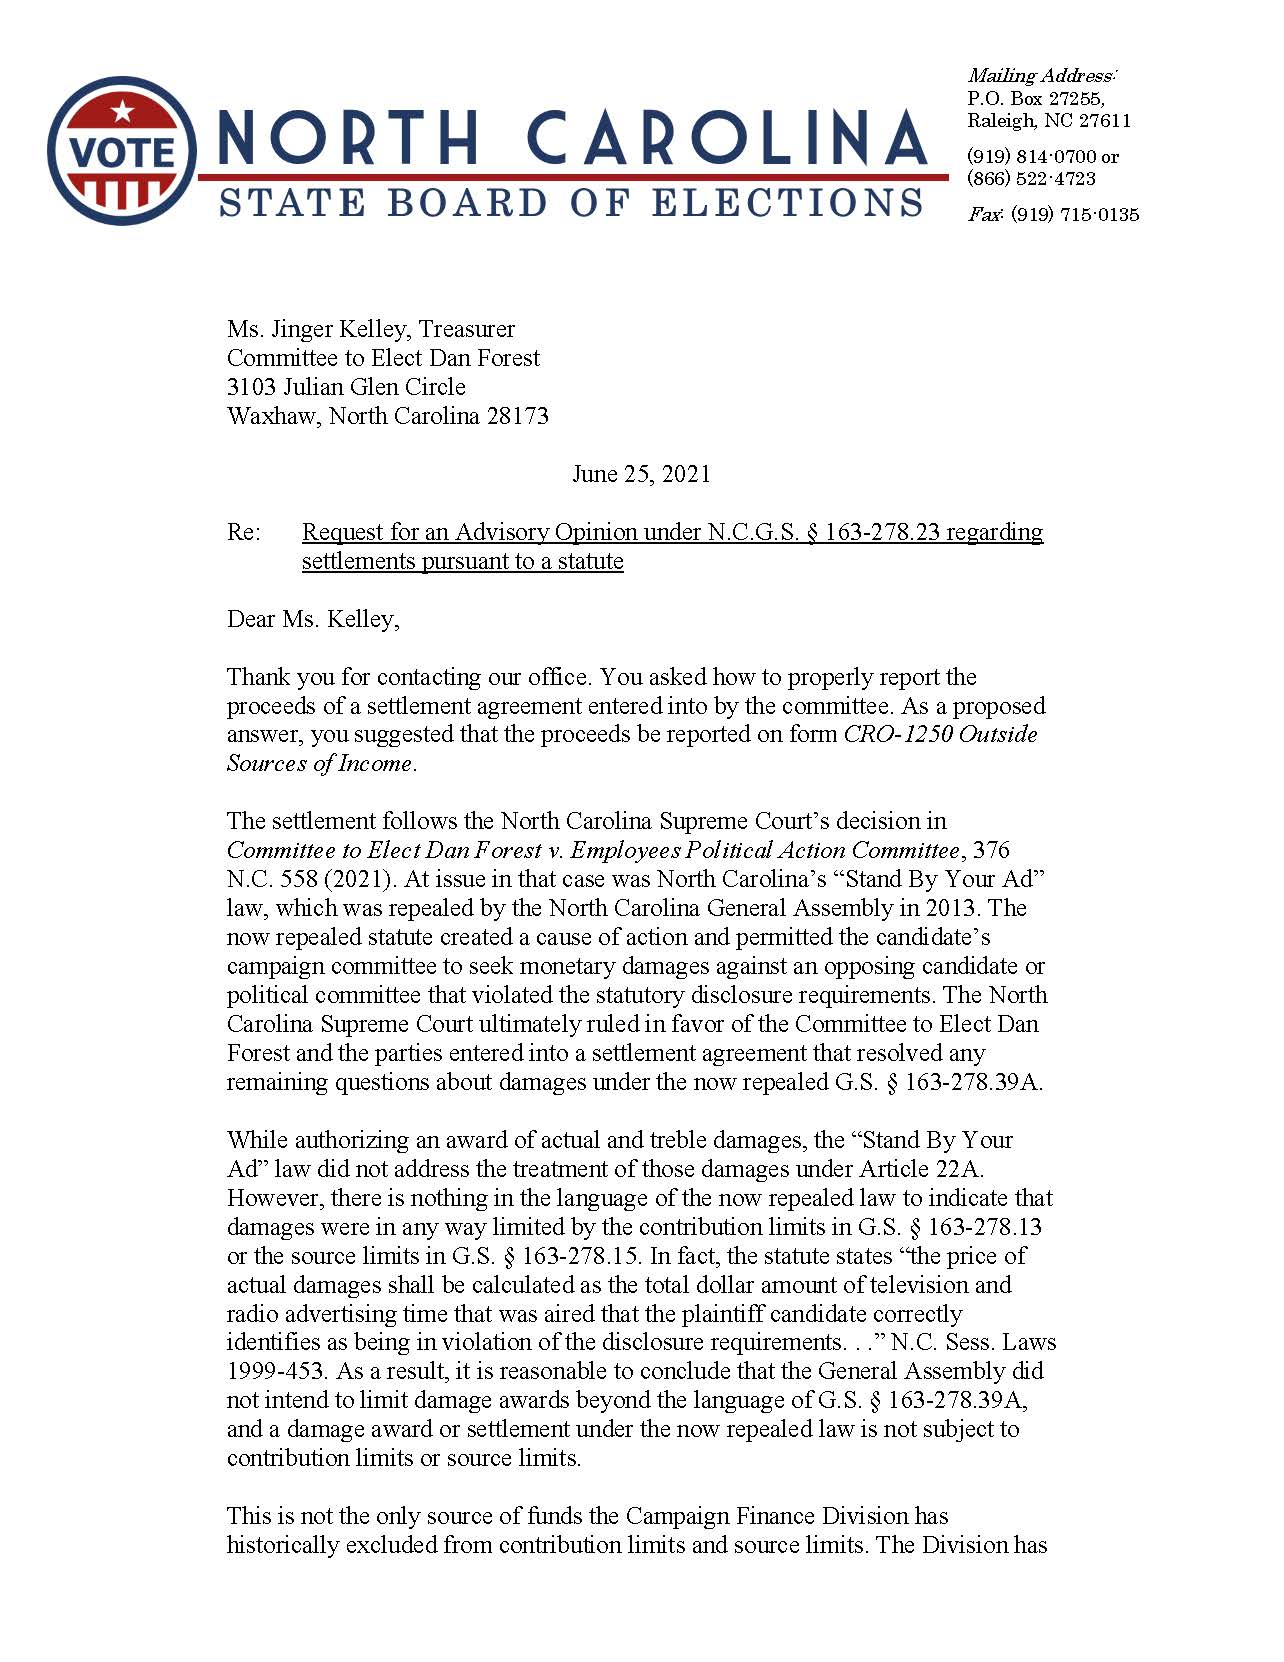 VOTE
NORTH CAROLINA
STATE BOARD OF ELECTIONS
Mailing Address:
P.O. Box 27255,
Raleigh, NC 27611
(919) 814-0700 or
(866) 522-4723
Fax: (919) 715-0135
Ms. Jinger Kelley, Treasurer
Committee to Elect Dan Forest
3103 Julian Glen Circle
Waxhaw, North Carolina 28173
June 25, 2021
Re: Request for an Advisory Opinion under N.C.G.S. § 163-278.23 regarding
settlements pursuant to a statute
Dear Ms. Kelley,
Thank you for contacting our office. You asked how to properly report the
proceeds of a settlement agreement entered into by the committee. As a proposed
answer, you suggested that the proceeds be reported on form CRO-1250 Outside
Sources of Income.
The settlement follows the North Carolina Supreme Court’s decision in
Committee to Elect Dan Forest v. Employees Political Action Committee, 376
N.C. 558 (2021). At issue in that case was North Carolina’s “Stand By Your Ad”
law, which was repealed by the North Carolina General Assembly in 2013. The
now repealed statute created a cause of action and permitted the candidate’s
campaign committee to seek monetary damages against an opposing candidate or
political committee that violated the statutory disclosure requirements. The North
Carolina Supreme Court ultimately ruled in favor of the Committee to Elect Dan
Forest and the parties entered into a settlement agreement that resolved any
remaining questions about damages under the now repealed G.S. § 163-278.39A.
While authorizing an award of actual and treble damages, the “Stand By Your
Ad” law did not address the treatment of those damages under Article 22A.
However, there is nothing in the language of the now repealed law to indicate that
damages were in any way limited by the contribution limits in G.S. § 163-278.13
or the source limits in G.S. § 163-278.15. In fact, the statute states “the price of
actual damages shall be calculated as the total dollar amount of television and
radio advertising time that was aired that the plaintiff candidate correctly
identifies as being in violation of the disclosure requirements. . .” N.C. Sess. Laws
1999-453. As a result, it is reasonable to conclude that the General Assembly did
not intend to limit damage awards beyond the language of G.S. § 163-278.39A,
and a damage award or settlement under the now repealed law is not subject to
contribution limits or source limits.
This is not the only source of funds the Campaign Finance Division has
historically excluded from contribution limits and source limits. The Division has